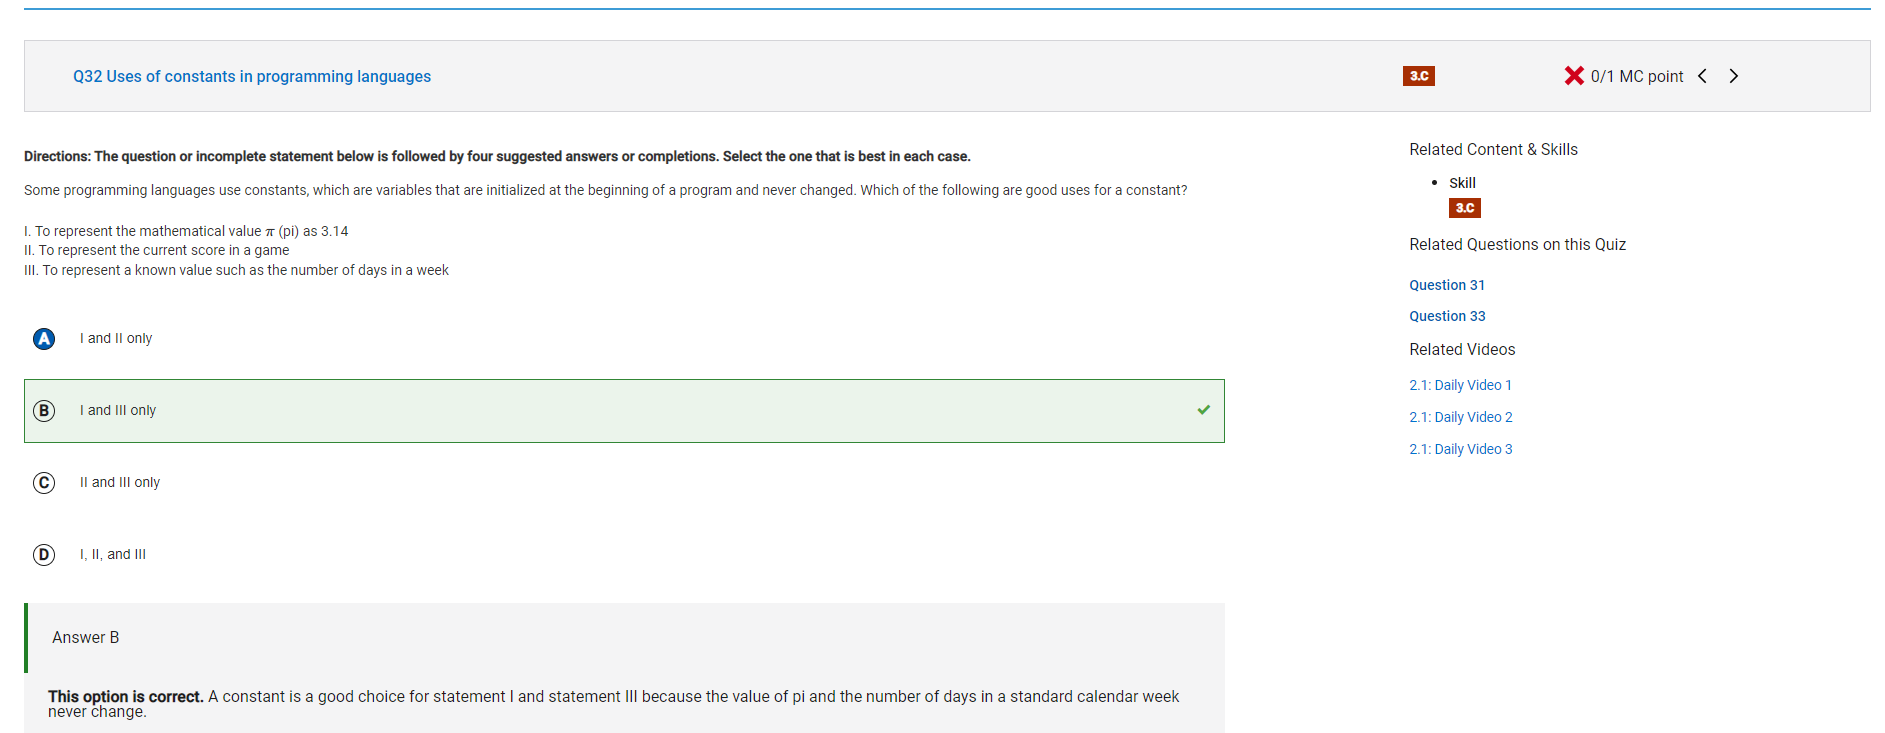 Q32 Uses of constants in programming languages
3.C
0/1 MC point
Directions: The question or incomplete statement below is followed by four suggested answers or completions. Select the one that is best in each case.
Some programming languages use constants, which are variables that are initialized at the beginning of a program and never changed. Which of the following are good uses for a constant?
I. To represent the mathematical value π (pi) as 3.14
II. To represent the current score in a game
III. To represent a known value such as the number of days in a week
A I and II only
B I and III only
C II and III only
D I, II, and III
Answer B
This option is correct. A constant is a good choice for statement I and statement III because the value of pi and the number of days in a standard calendar week
never change.
Related Content & Skills
• Skill
3.C
Related Questions on this Quiz
Question 31
Question 33
Related Videos
2.1: Daily Video 1
2.1: Daily Video 2
2.1: Daily Video 3